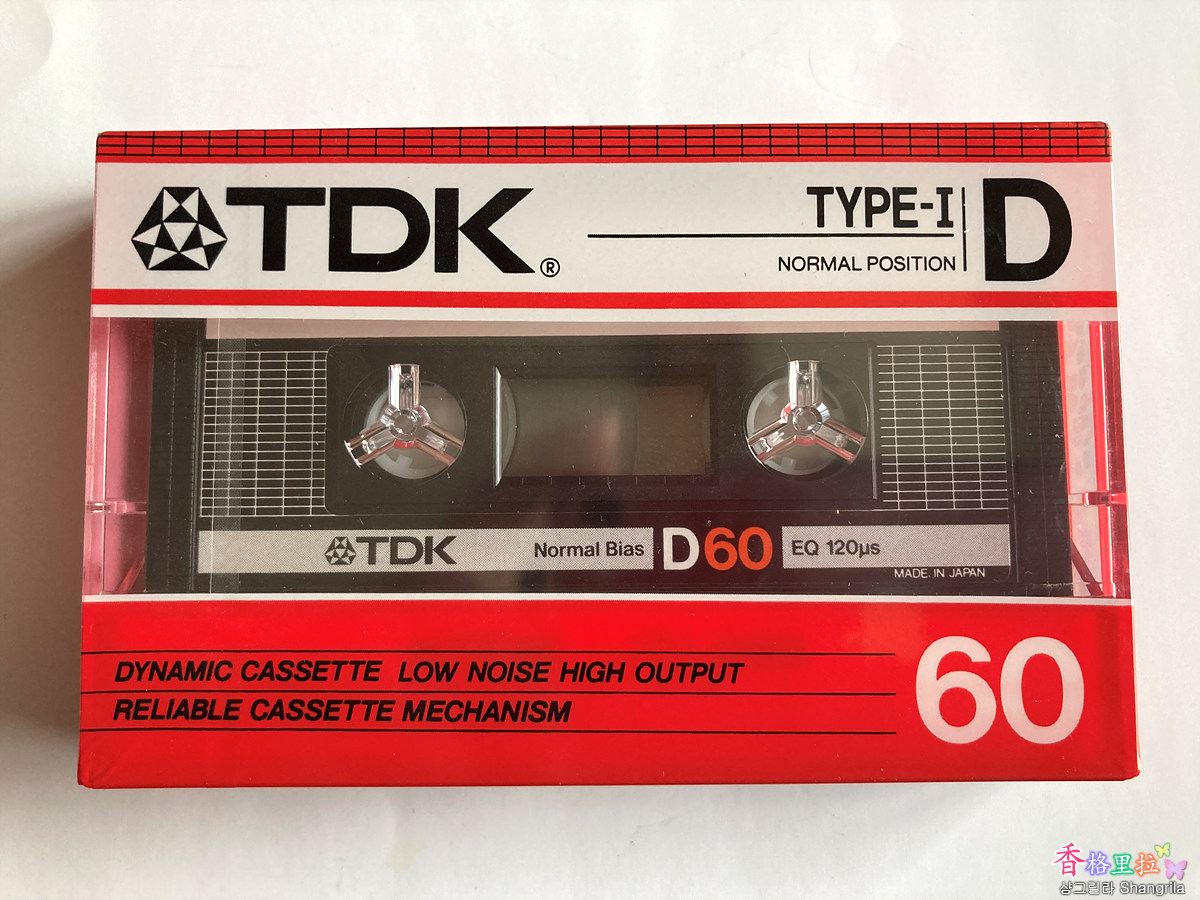 TDK®
TYPE-I
NORMAL POSITION
D
TDK
Normal Bias
D60
EQ 120µs
MADE IN JAPAN
DYNAMIC CASSETTE LOW NOISE HIGH OUTPUT
RELIABLE CASSETTE MECHANISM
60
香格里拉
샹그릴라 Shangrila